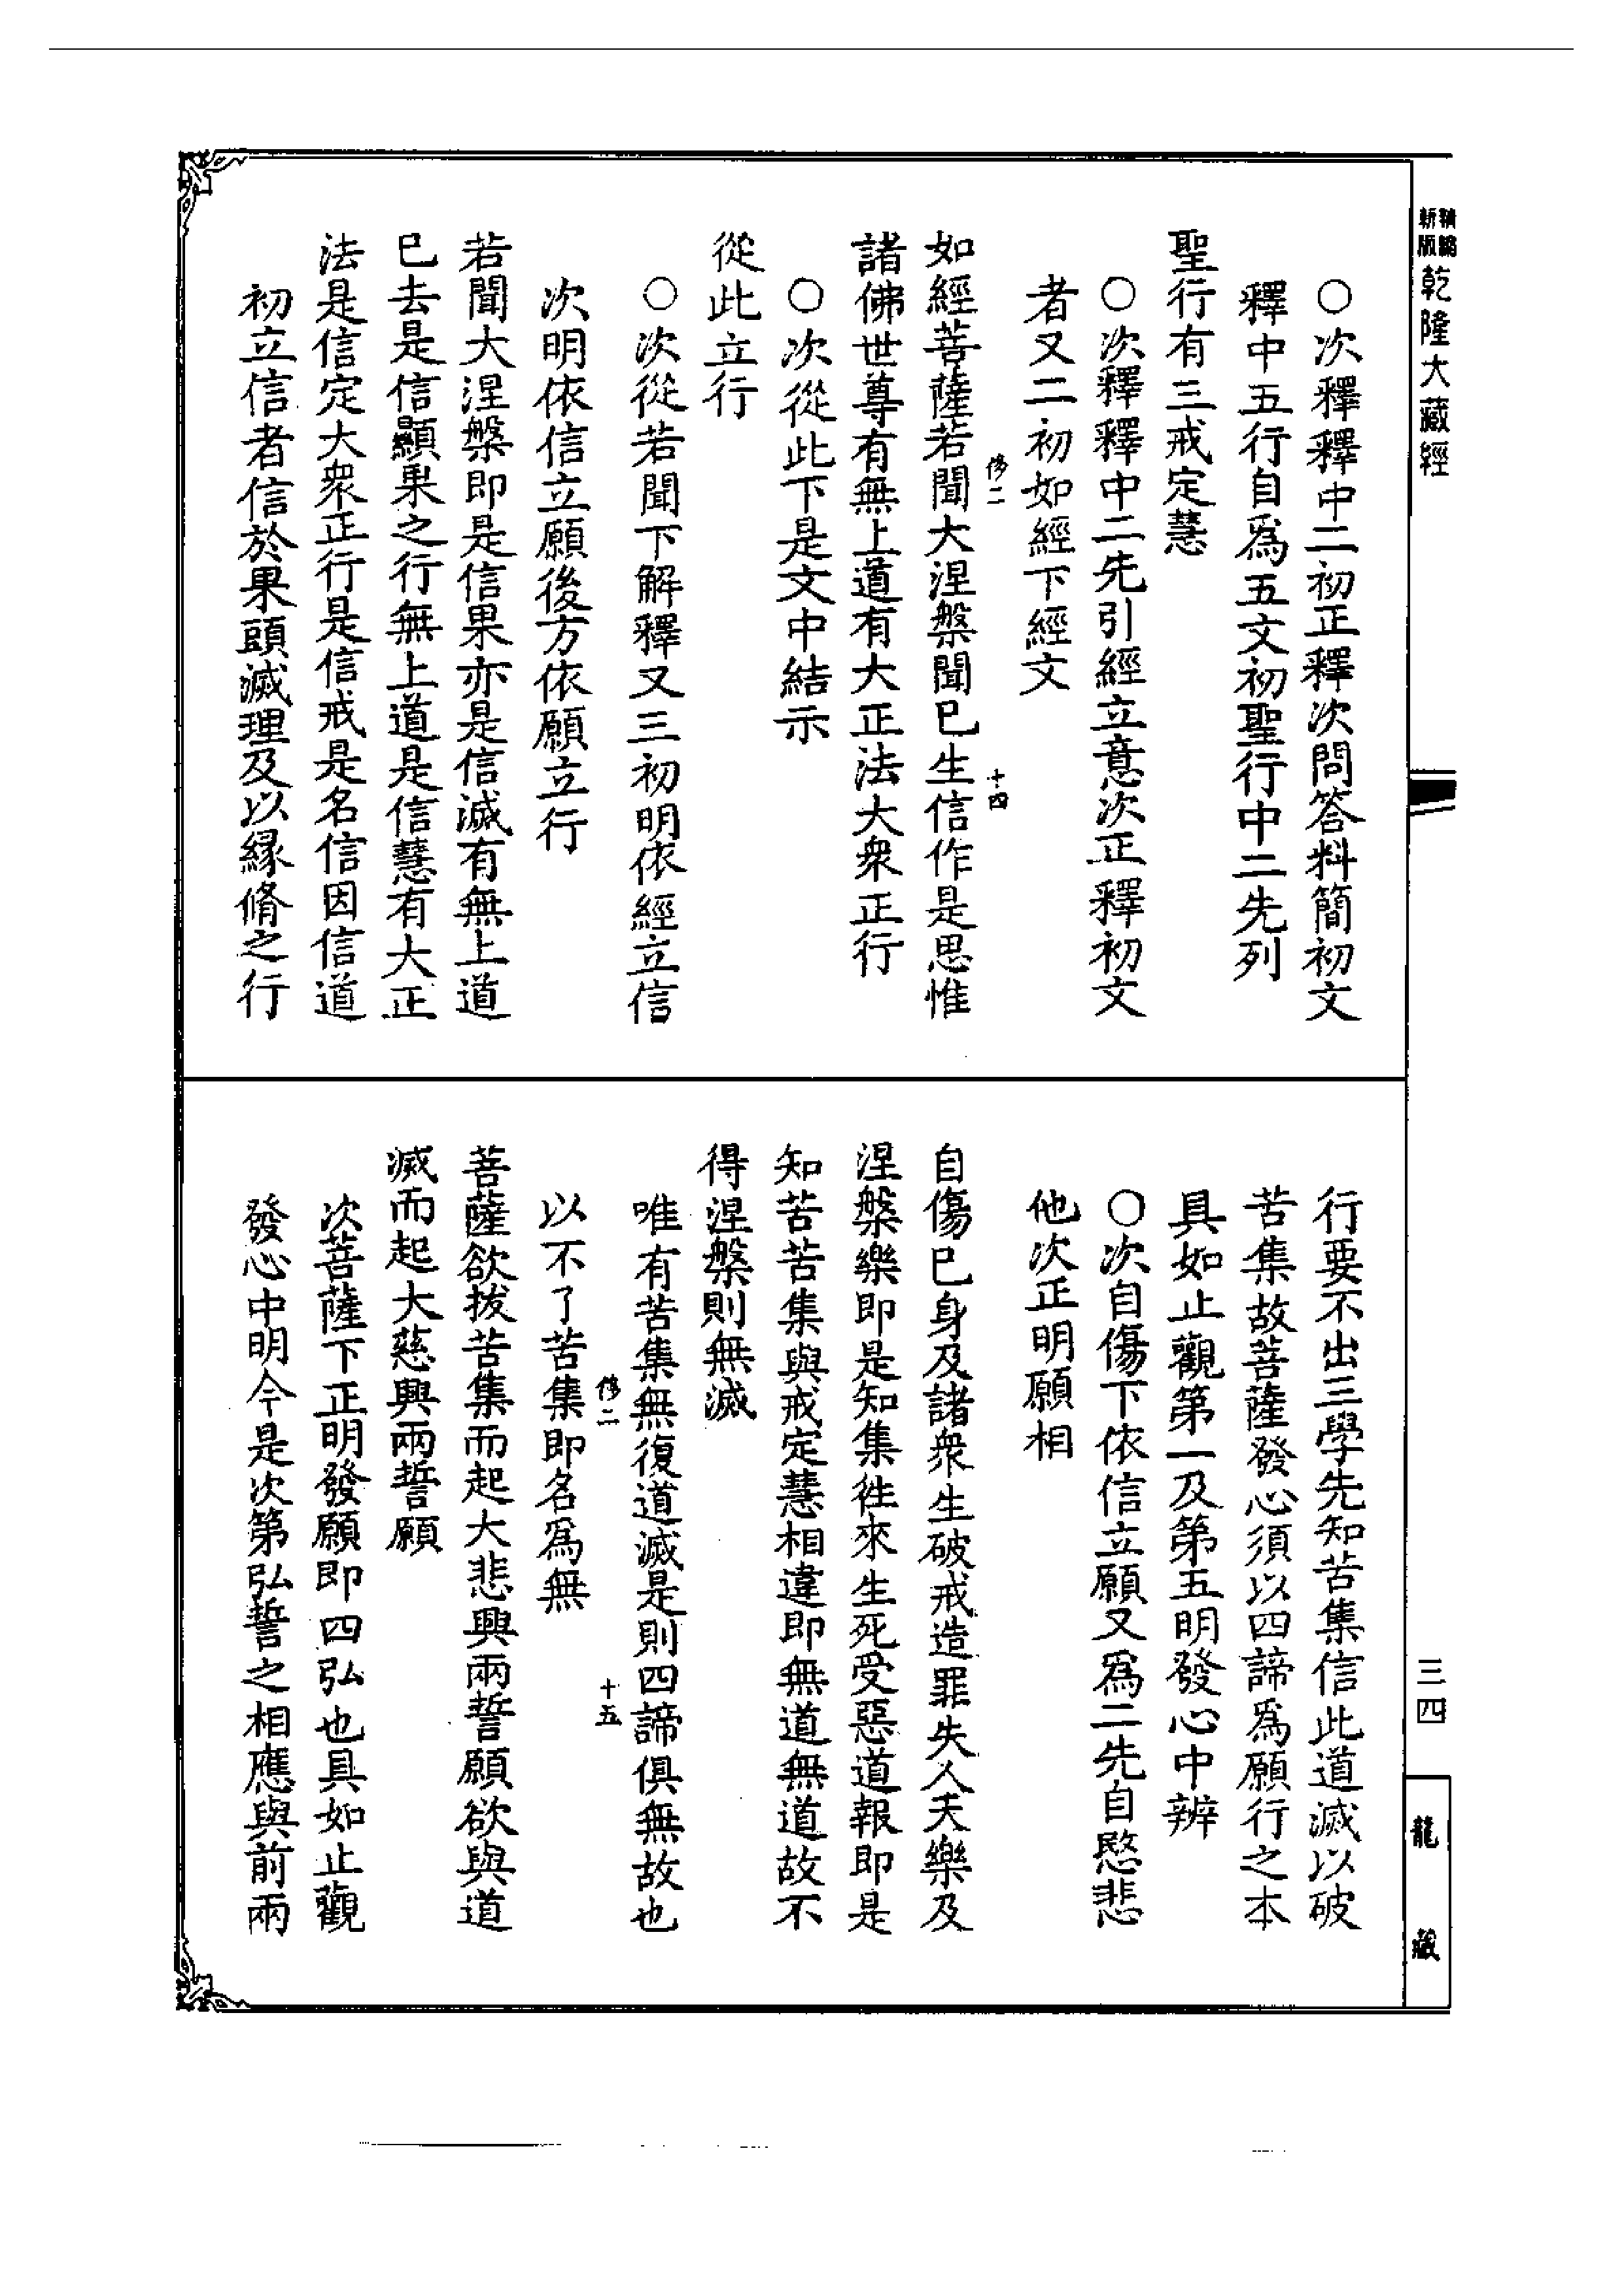 新編
精版
乾隆大藏經
○次釋釋中二初正釋次問答料簡初文
釋中五行自爲五文初聖行中二先列
聖行有三戒定慧
○次釋釋中二先引經立意次正釋初文
者又二初如經下經文
脩二
十四
如經菩薩若聞大涅槃聞巳生信作是思惟
諸佛世尊有無上道有大正法大衆正行
○次從此下是文中結示
從此立行
○次從若聞下解釋又三初明依經立信
次明依信立願後方依願立行
若聞大涅槃即是信果亦是信滅有無上道
巳去是信顯果之行無上道是信慧有大正
法是信定大衆正行是信戒是名信因信道
初立信者信於果頭滅理及以緣脩之行
行要不出三學先知苦集信此道滅以破
苦集故菩薩發心須以四諦爲願行之本
具如止觀第一及第五明發心中辨
○次自傷下依信立願又爲二先自愍悲
他次正明願相
自傷巳身及諸衆生破戒造罪失人天樂及
涅槃樂即是知集徃來生死受惡道報即是
知苦苦集與戒定慧相違即無道無道故不
得涅槃則無滅
唯有苦集無復道滅是則四諦俱無故也
脩二
十五
以不了苦集即名爲無
菩薩欲拔苦集而起大悲興兩誓願欲與道
滅而起大慈興兩誓願
次菩薩下正明發願即四弘也具如止觀
發心中明今是次第弘誓之相應與前兩
三四
龍藏